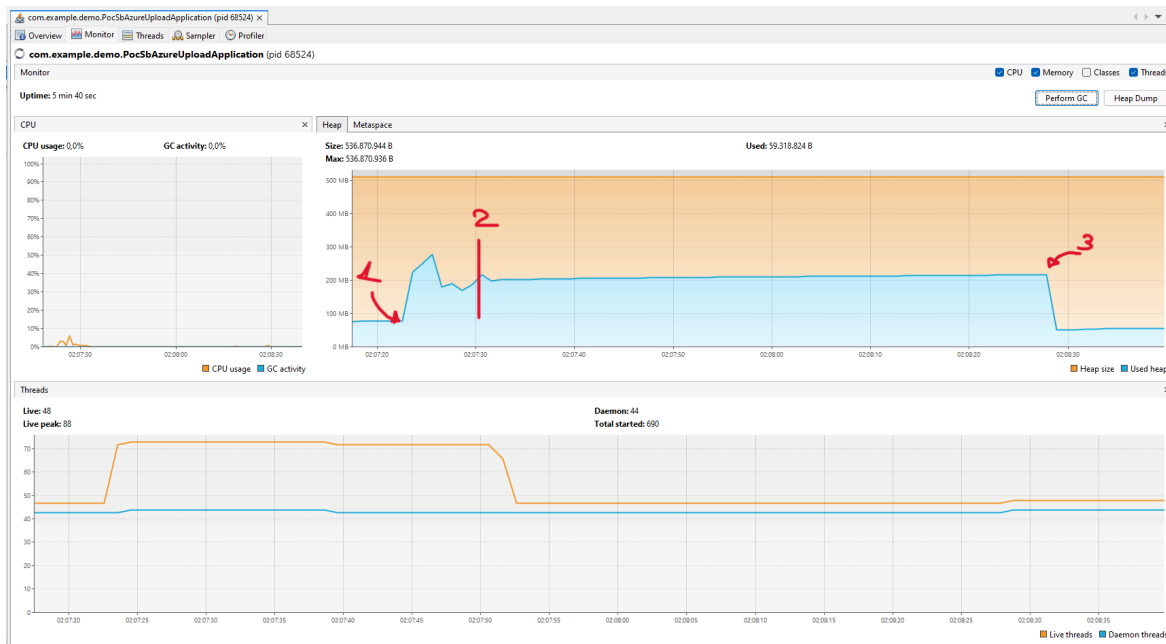 com.example.demo.PocSbAzureUploadApplication (pid 68524)
Overview Monitor Threads Sampler Profiler
com.example.demo.PocSbAzureUploadApplication (pid 68524)
Monitor
CPU Memory Classes Threads
Uptime: 5 min 40 sec
Perform GC Heap Dump
CPU
CPU usage: 0,0% GC activity: 0,0%
100%
90%
80%
70%
60%
50%
40%
30%
20%
10%
0%
02:07:30 02:08:00 02:08:30
CPU usage GC activity
Heap Metaspace
Size: 536.870.944 B Used: 59.318.824 B
Max: 536.870.936 B
500 MB
400 MB
300 MB
200 MB
100 MB
0 MB
1
2
3
02:07:20 02:07:30 02:07:40 02:07:50 02:08:00 02:08:10 02:08:20 02:08:30
Heap size Used heap
Threads
Live: 48 Daemon: 44
Live peak: 88 Total started: 690
70
60
50
40
30
20
10
0
02:07:20 02:07:25 02:07:30 02:07:35 02:07:40 02:07:45 02:07:50 02:07:55 02:08:00 02:08:05 02:08:10 02:08:15 02:08:20 02:08:25 02:08:30 02:08:35
Live threads Daemon threads